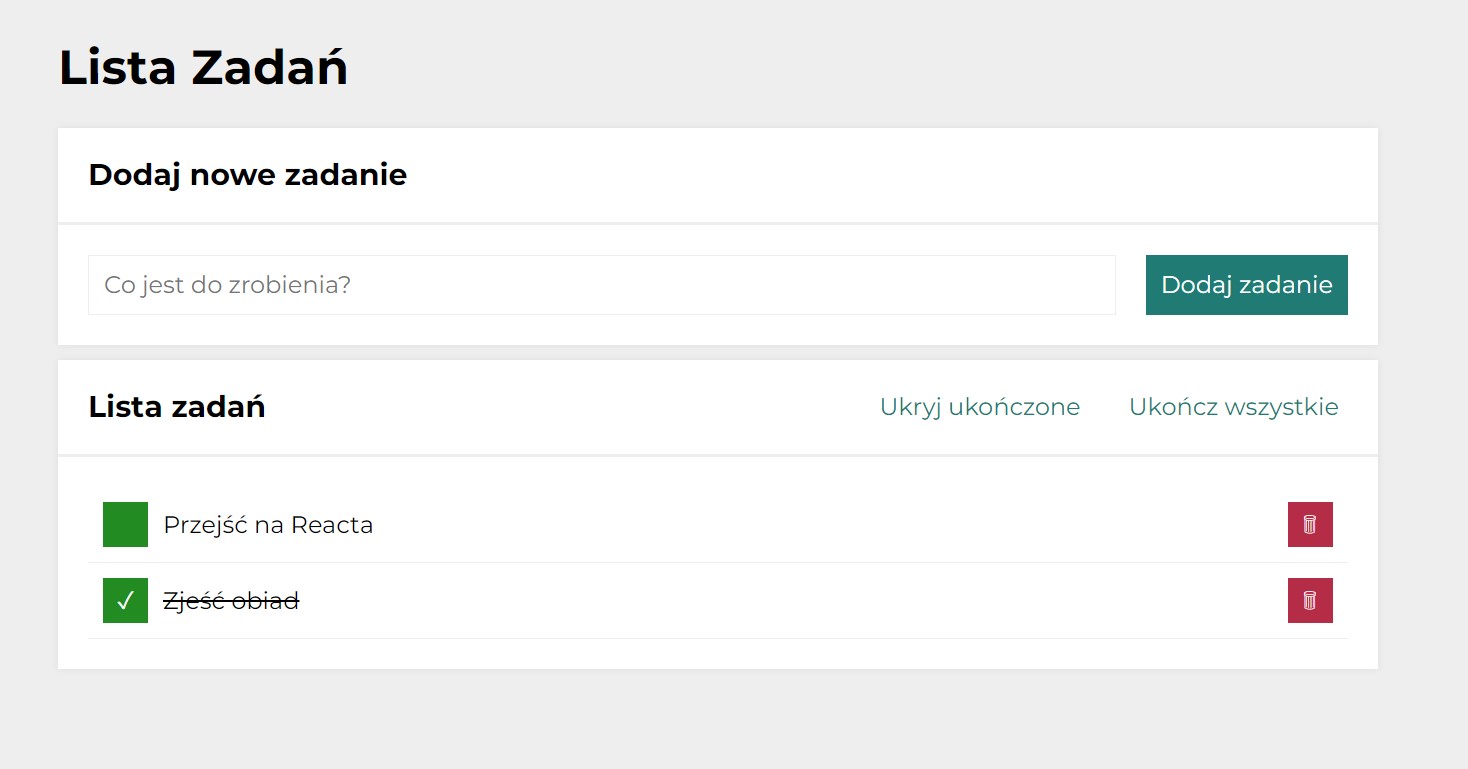 Lista Zadań
Dodaj nowe zadanie
Co jest do zrobienia?
Dodaj zadanie
Lista zadań
Ukryj ukończone
Ukończ wszystkie
Przejść na Reacta
Zjeść obiad